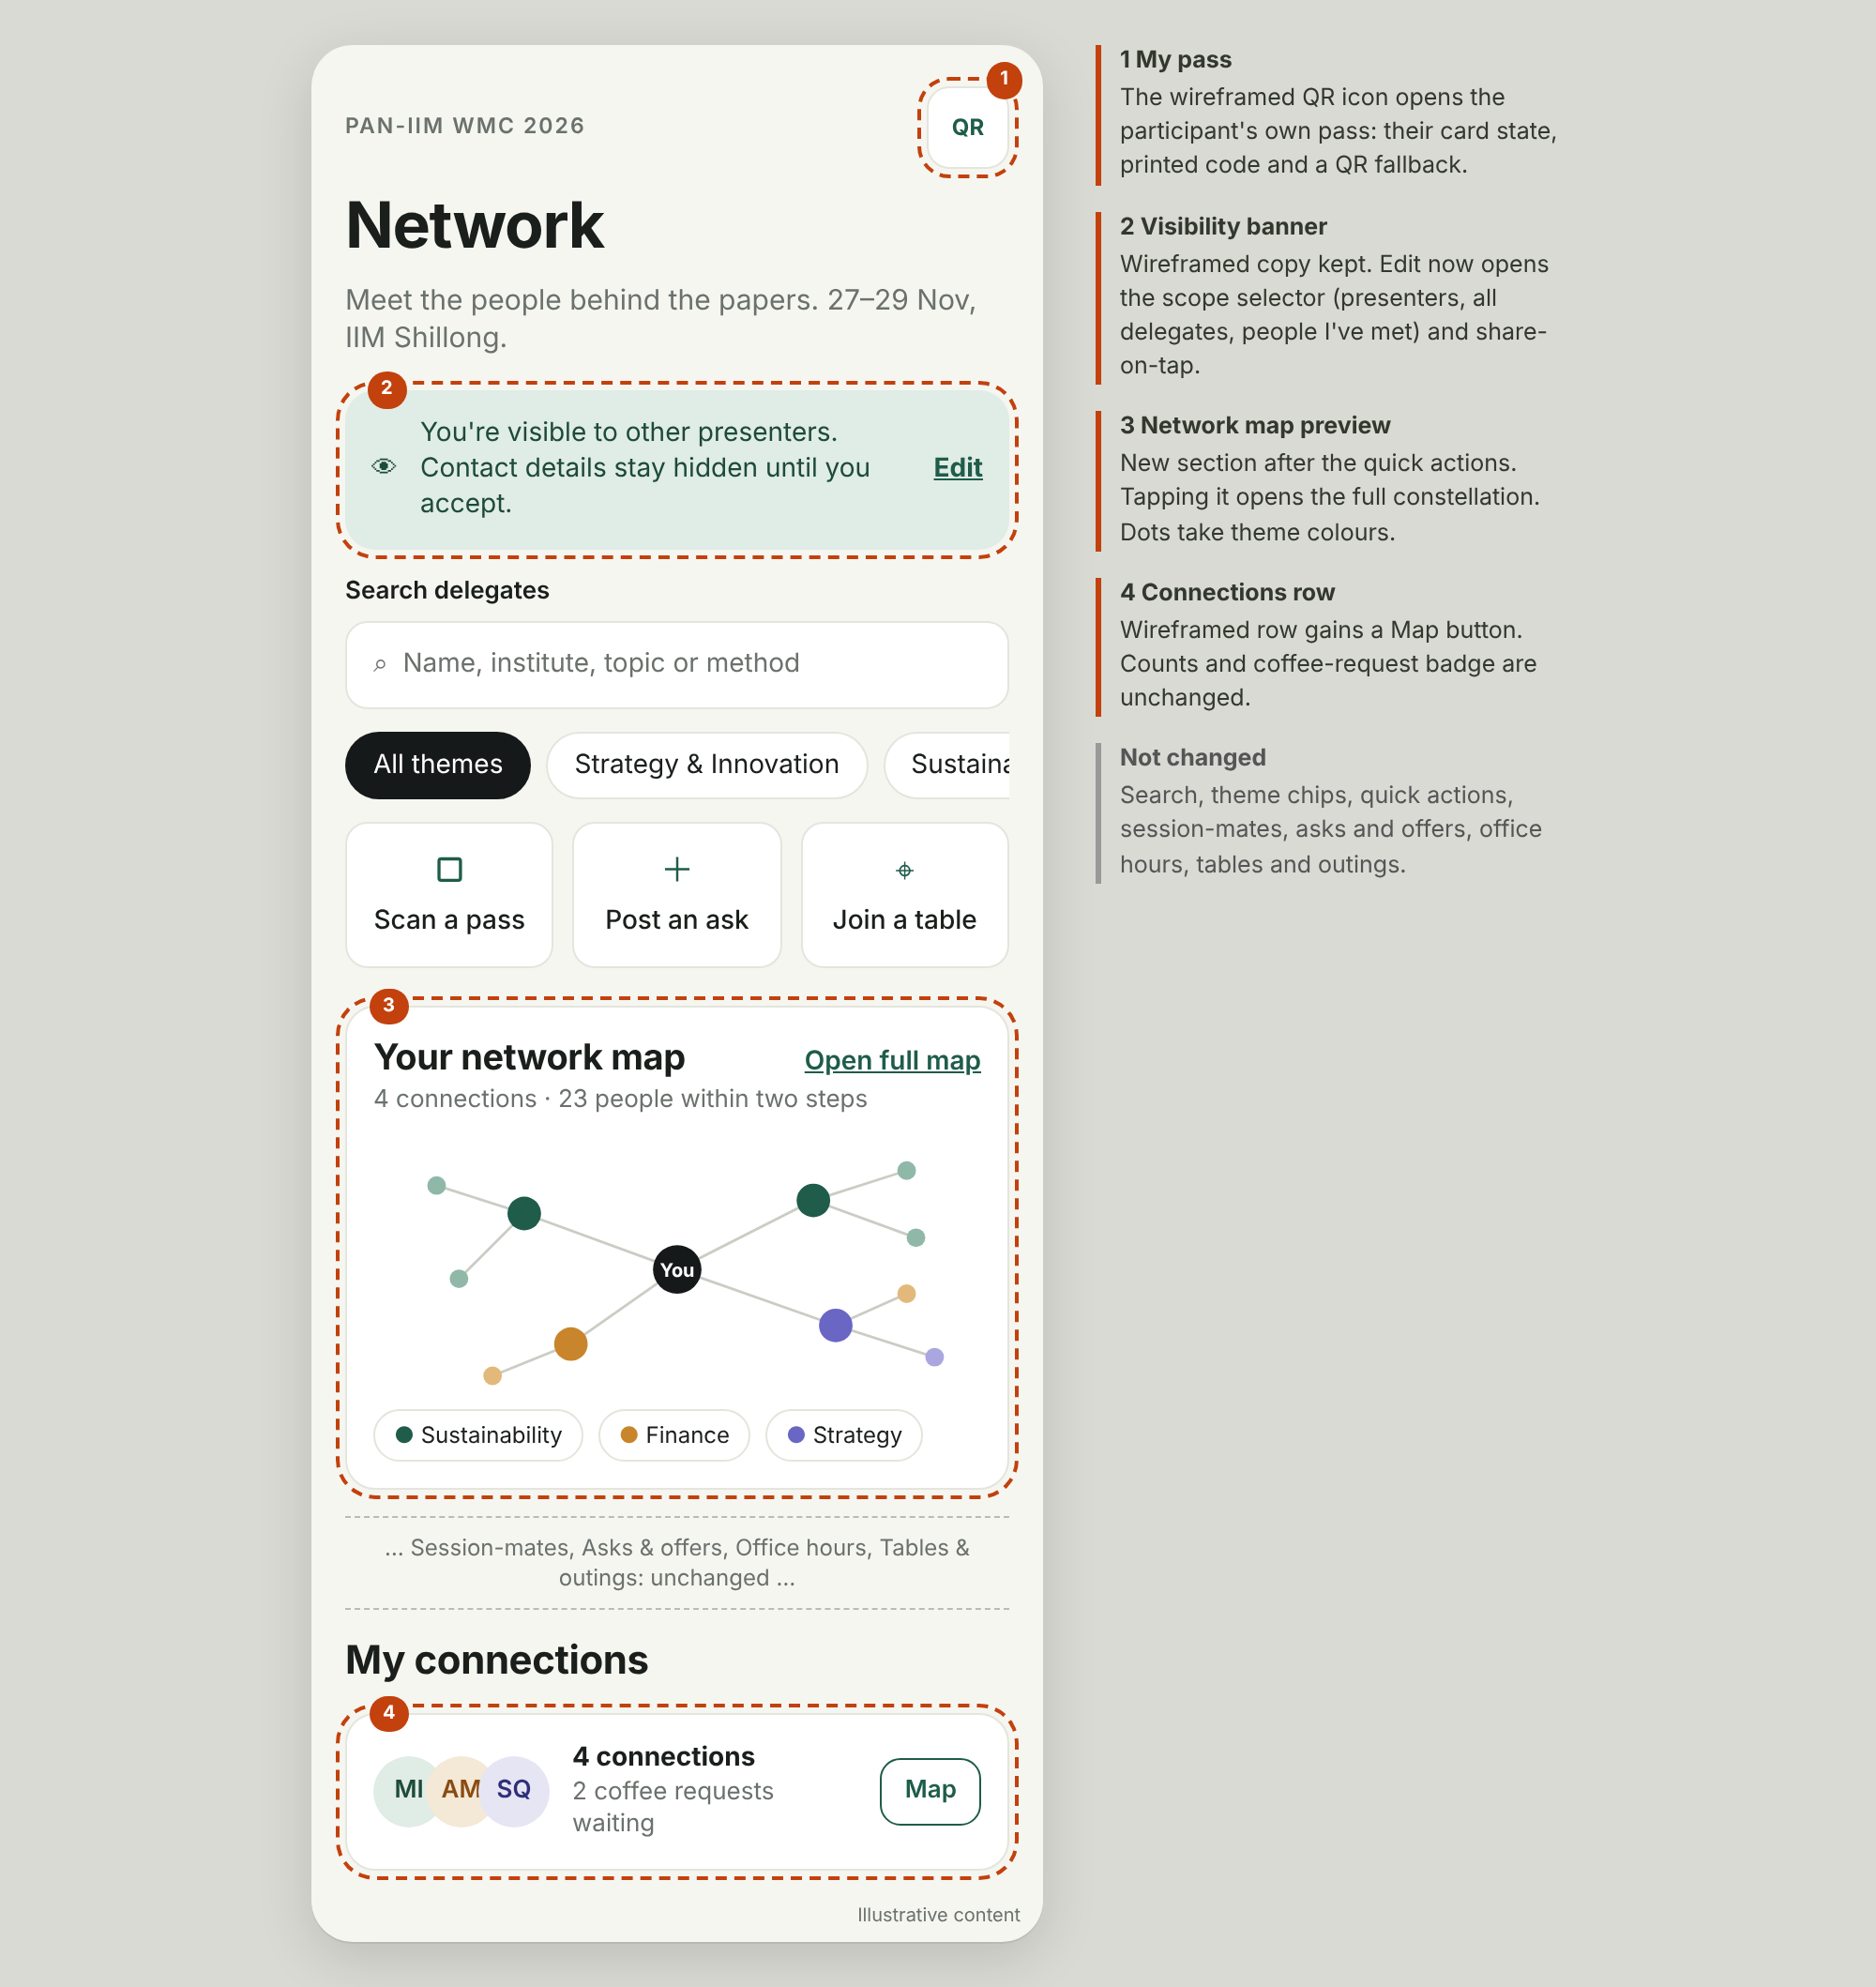 PAN-IIM WMC 2026
QR
1
Network
Meet the people behind the papers. 27–29 Nov,
IIM Shillong.
2
You're visible to other presenters.
Contact details stay hidden until you
accept.
Edit
Search delegates
Name, institute, topic or method
All themes
Strategy & Innovation
Sustaina
Scan a pass
Post an ask
Join a table
3
Your network map
Open full map
4 connections · 23 people within two steps
You
Sustainability
Finance
Strategy
... Session-mates, Asks & offers, Office hours, Tables &
outings: unchanged ...
My connections
4
MI
AM
SQ
4 connections
2 coffee requests
waiting
Map
Illustrative content
1 My pass
The wireframed QR icon opens the
participant's own pass: their card state,
printed code and a QR fallback.
2 Visibility banner
Wireframed copy kept. Edit now opens
the scope selector (presenters, all
delegates, people I've met) and share-
on-tap.
3 Network map preview
New section after the quick actions.
Tapping it opens the full constellation.
Dots take theme colours.
4 Connections row
Wireframed row gains a Map button.
Counts and coffee-request badge are
unchanged.
Not changed
Search, theme chips, quick actions,
session-mates, asks and offers, office
hours, tables and outings.